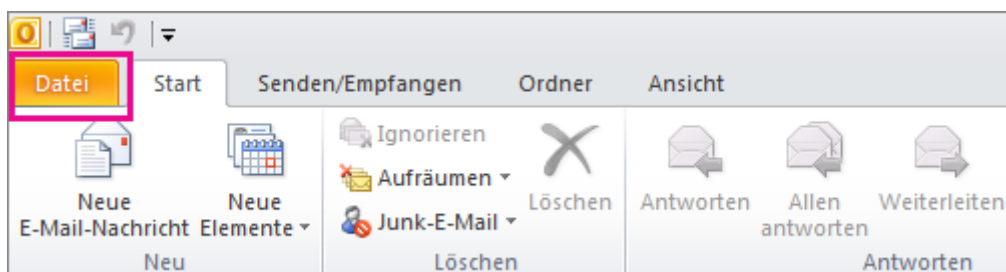 Datei Start Senden/Empfangen Ordner Ansicht
Neue
E-Mail-Nachricht
Neue
Elemente
Neu
Ignorieren
Aufräumen
Junk-E-Mail
Löschen
Löschen
Antworten
Allen
antworten
Weiterleiten
Antworten